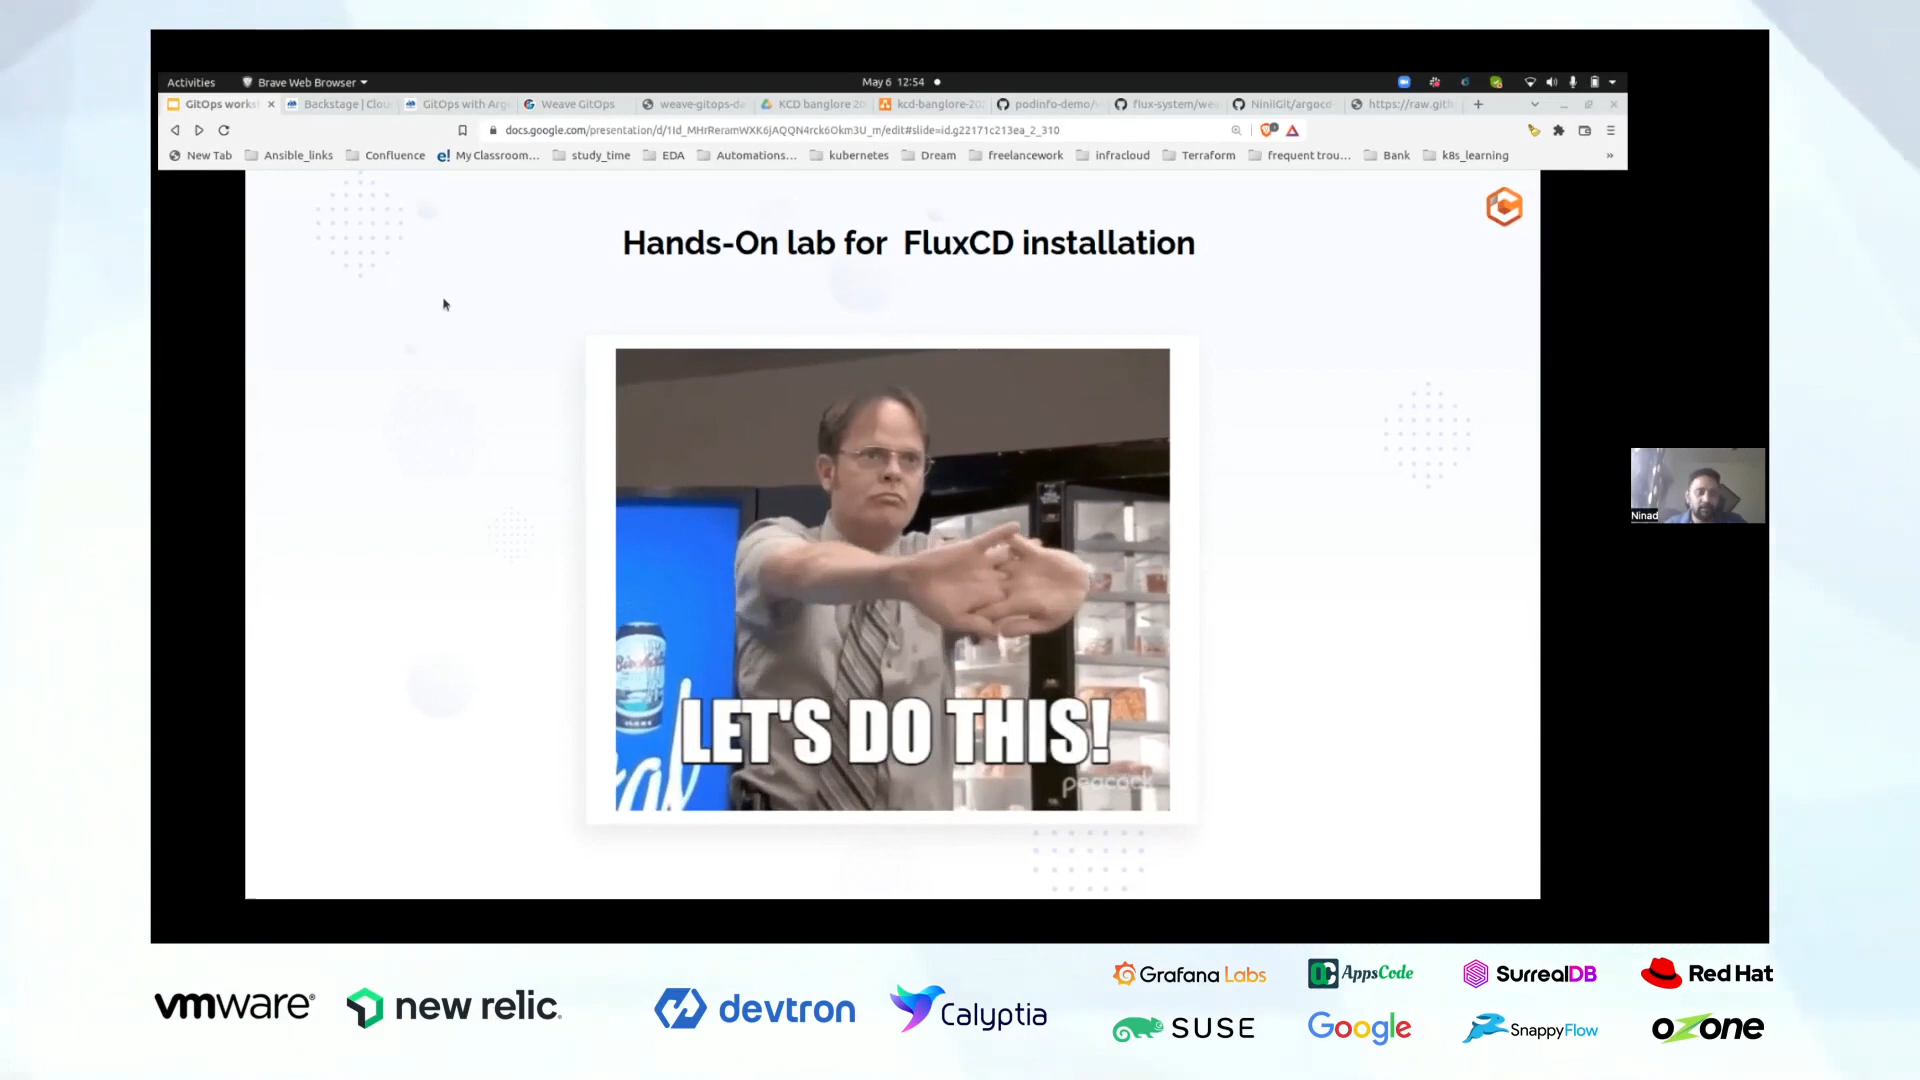 Activities
Brave Web Browser
May 6 12:54
GitOps works
Backstage | Clou
GitOps with Arg
Weave GitOps
weave-gitops-da
KCD banglore 20
kcd-banglore-202
podinfo-demo/
flux-system/we
NiniiGit/argocd
https://raw.gith
docs.google.com/presentation/d/1Id_MHrReramWXK6jAQQN4rck6Okm3U_m/edit#slide=id.g22171c213ea_2_310
New Tab
Ansible_links
Confluence
My Classroom...
study_time
EDA
Automations...
kubernetes
Dream
freelancework
infracloud
Terraform
frequent trou...
Bank
k8s_learning
Hands-On lab for FluxCD installation
LET'S DO THIS!
peacock
Ninad
vmware®
new relic.
devtron
Calyptia
Grafana Labs
AppsCode
SurrealDB
Red Hat
SUSE
Google
SnappyFlow
ozone